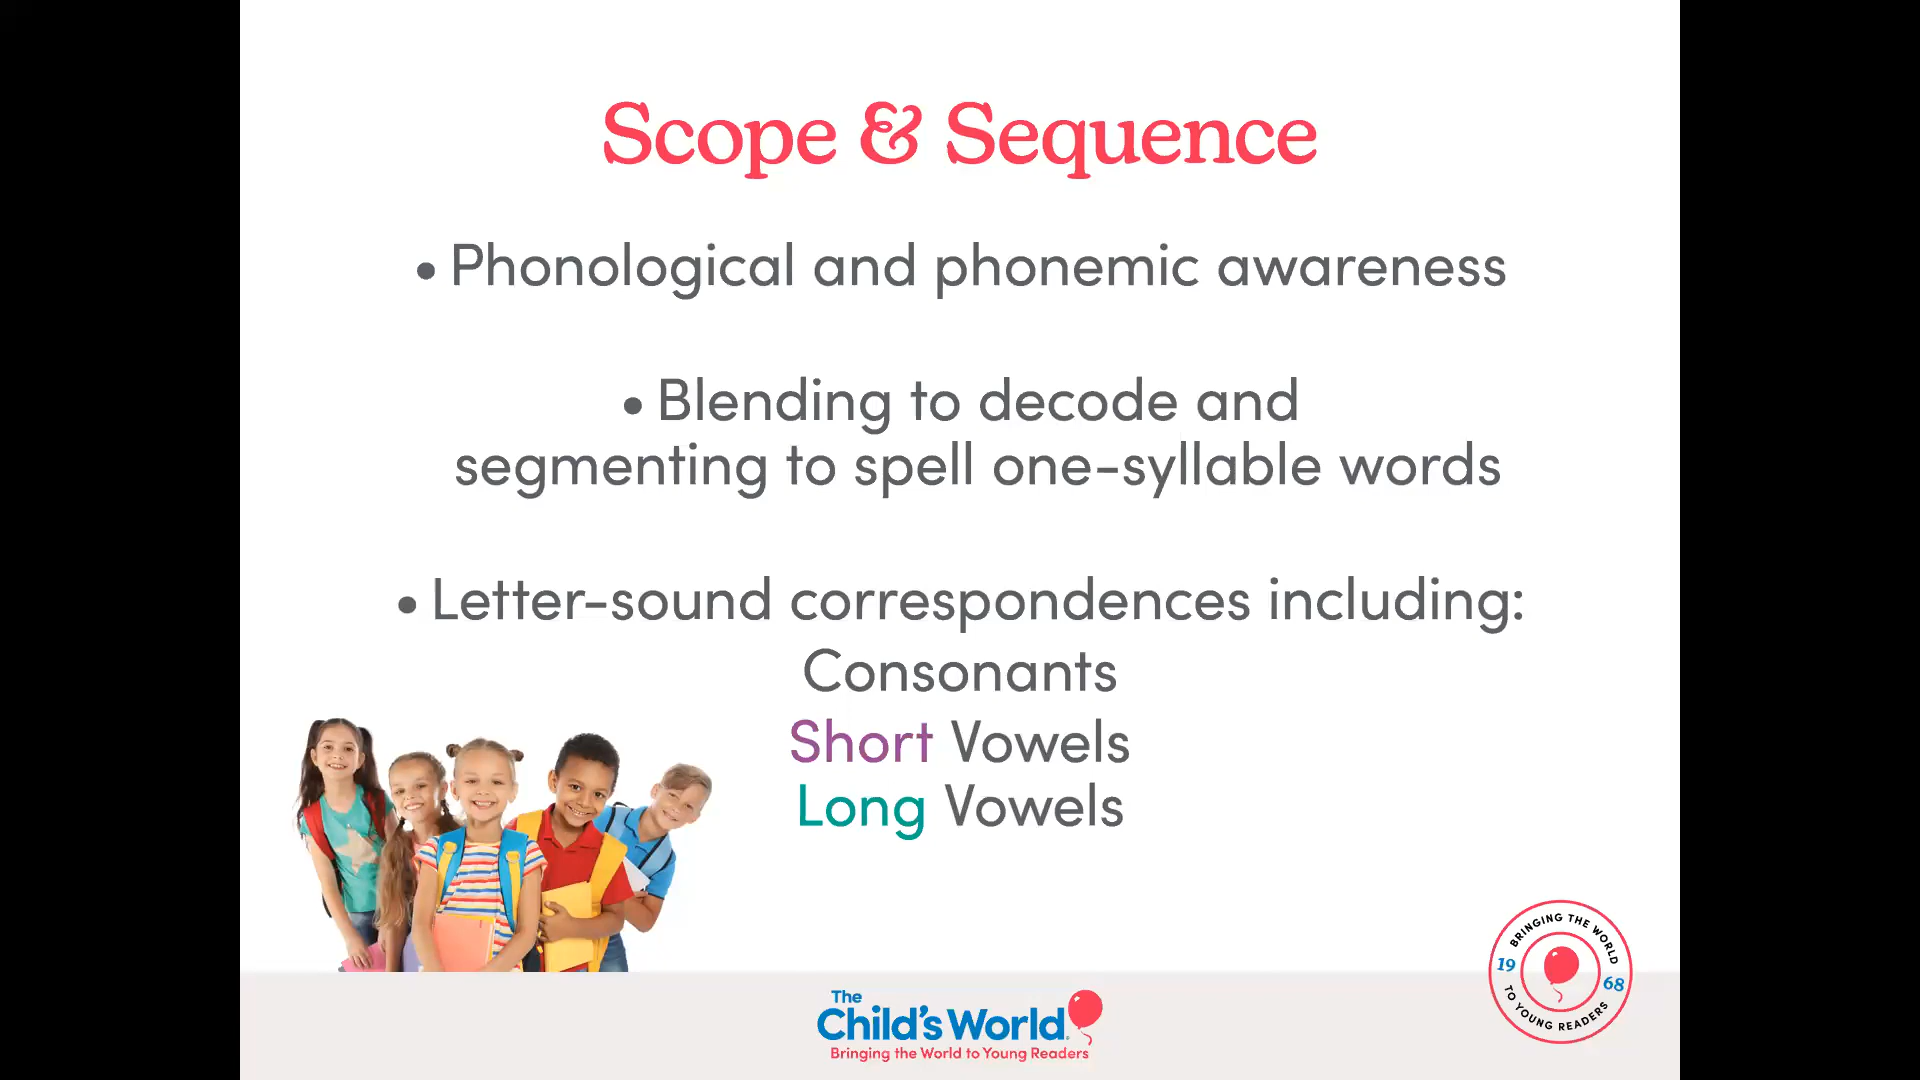 Scope & Sequence
• Phonological and phonemic awareness
• Blending to decode and
segmenting to spell one-syllable words
• Letter-sound correspondences including:
Consonants
Short Vowels
Long Vowels
BRINGING THE WORLD
19 68
TO YOUNG READERS
The
Child's World®
Bringing the World to Young Readers